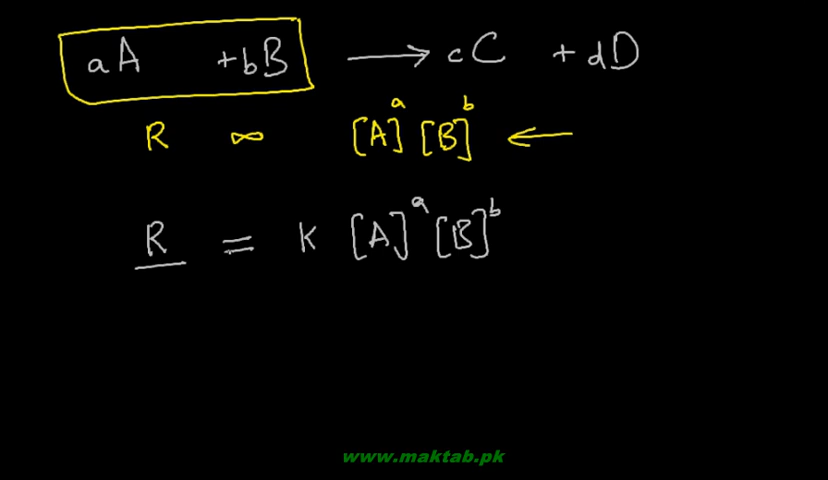 aA + bB ⟶ cC + dD
R ∝ [A]ᵃ [B]ᵇ ←
R = K [A]ᵃ [B]ᵇ
www.maktab.pk